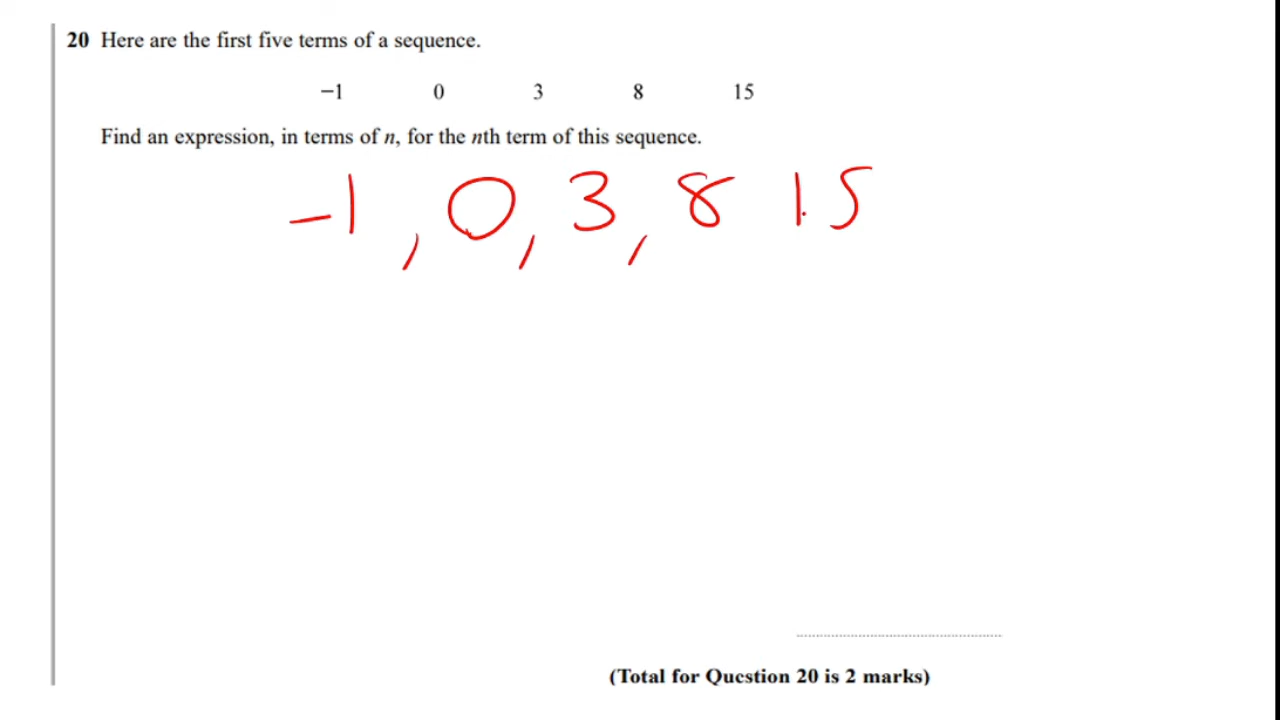 20 Here are the first five terms of a sequence.
−1 0 3 8 15
Find an expression, in terms of n, for the nth term of this sequence.
-1, 0, 3, 8 15
(Total for Question 20 is 2 marks)